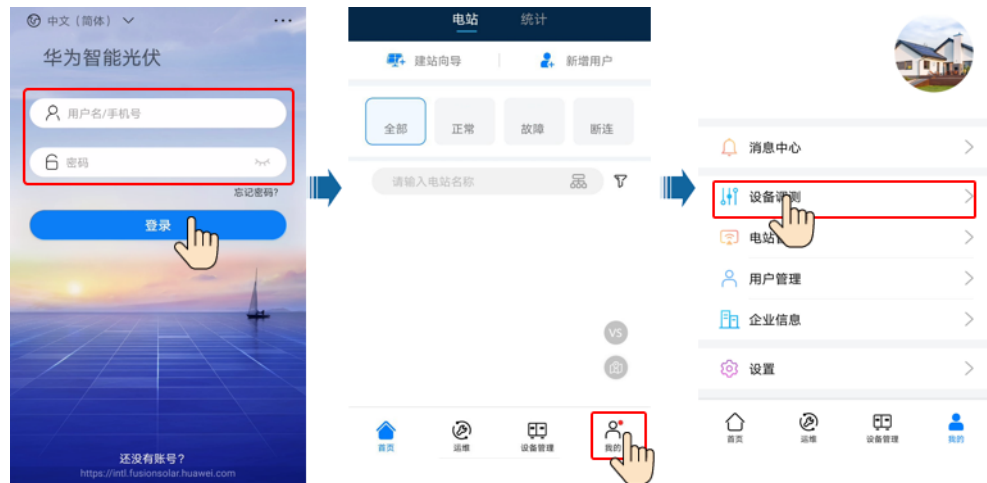 中文（简体）
华为智能光伏
用户名/手机号
密码
忘记密码?
登录
还没有账号?
https://intl.fusionsolar.huawei.com
电站 统计
建站向导 新增用户
全部 正常 故障 断连
请输入电站名称
VS
首页 运维 设备管理 我的
消息中心
设备调测
电站
用户管理
企业信息
设置
首页 运维 设备管理 我的